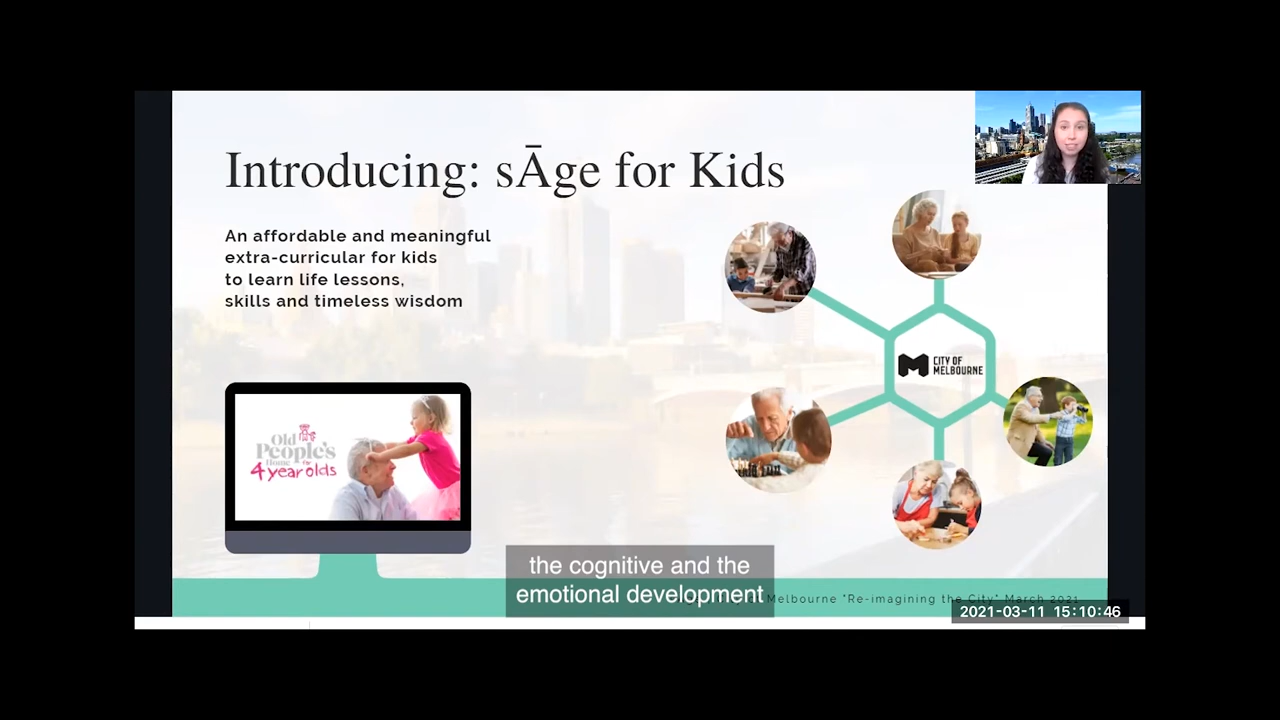 Introducing: sĀge for Kids
An affordable and meaningful
extra-curricular for kids
to learn life lessons,
skills and timeless wisdom
CITY OF
MELBOURNE
Old
People's
Home for
4 year olds
the cognitive and the
emotional development
Melbourne "Re-imagining the City" March 2021
2021-03-11 15:10:46